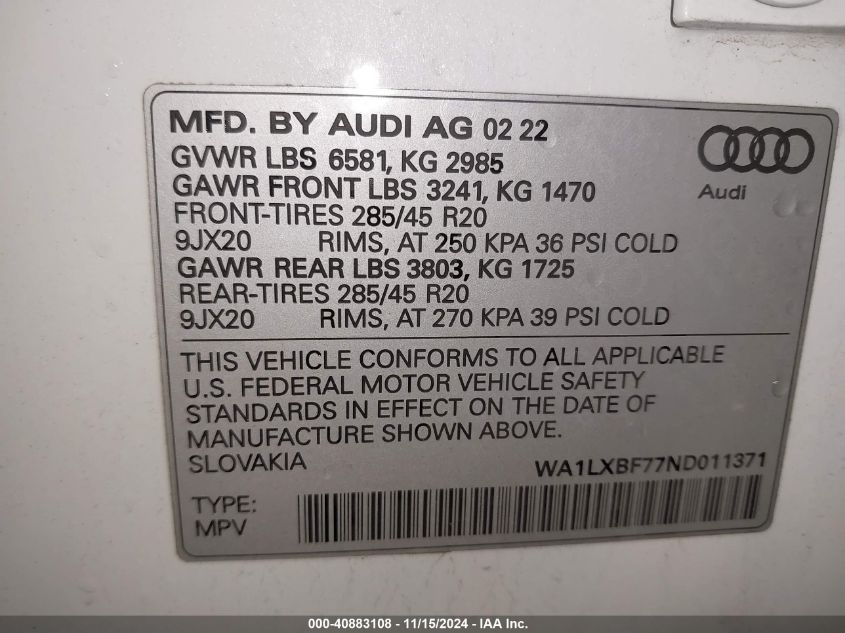 MFD. BY AUDI AG 02 22
GVWR LBS 6581, KG 2985
GAWR FRONT LBS 3241, KG 1470
FRONT-TIRES 285/45 R20
9JX20 RIMS, AT 250 KPA 36 PSI COLD
GAWR REAR LBS 3803, KG 1725
REAR-TIRES 285/45 R20
9JX20 RIMS, AT 270 KPA 39 PSI COLD
Audi
THIS VEHICLE CONFORMS TO ALL APPLICABLE
U.S. FEDERAL MOTOR VEHICLE SAFETY
STANDARDS IN EFFECT ON THE DATE OF
MANUFACTURE SHOWN ABOVE.
SLOVAKIA WA1LXBF77ND011371
TYPE:
MPV
000-40883108 - 11/15/2024 - IAA Inc.